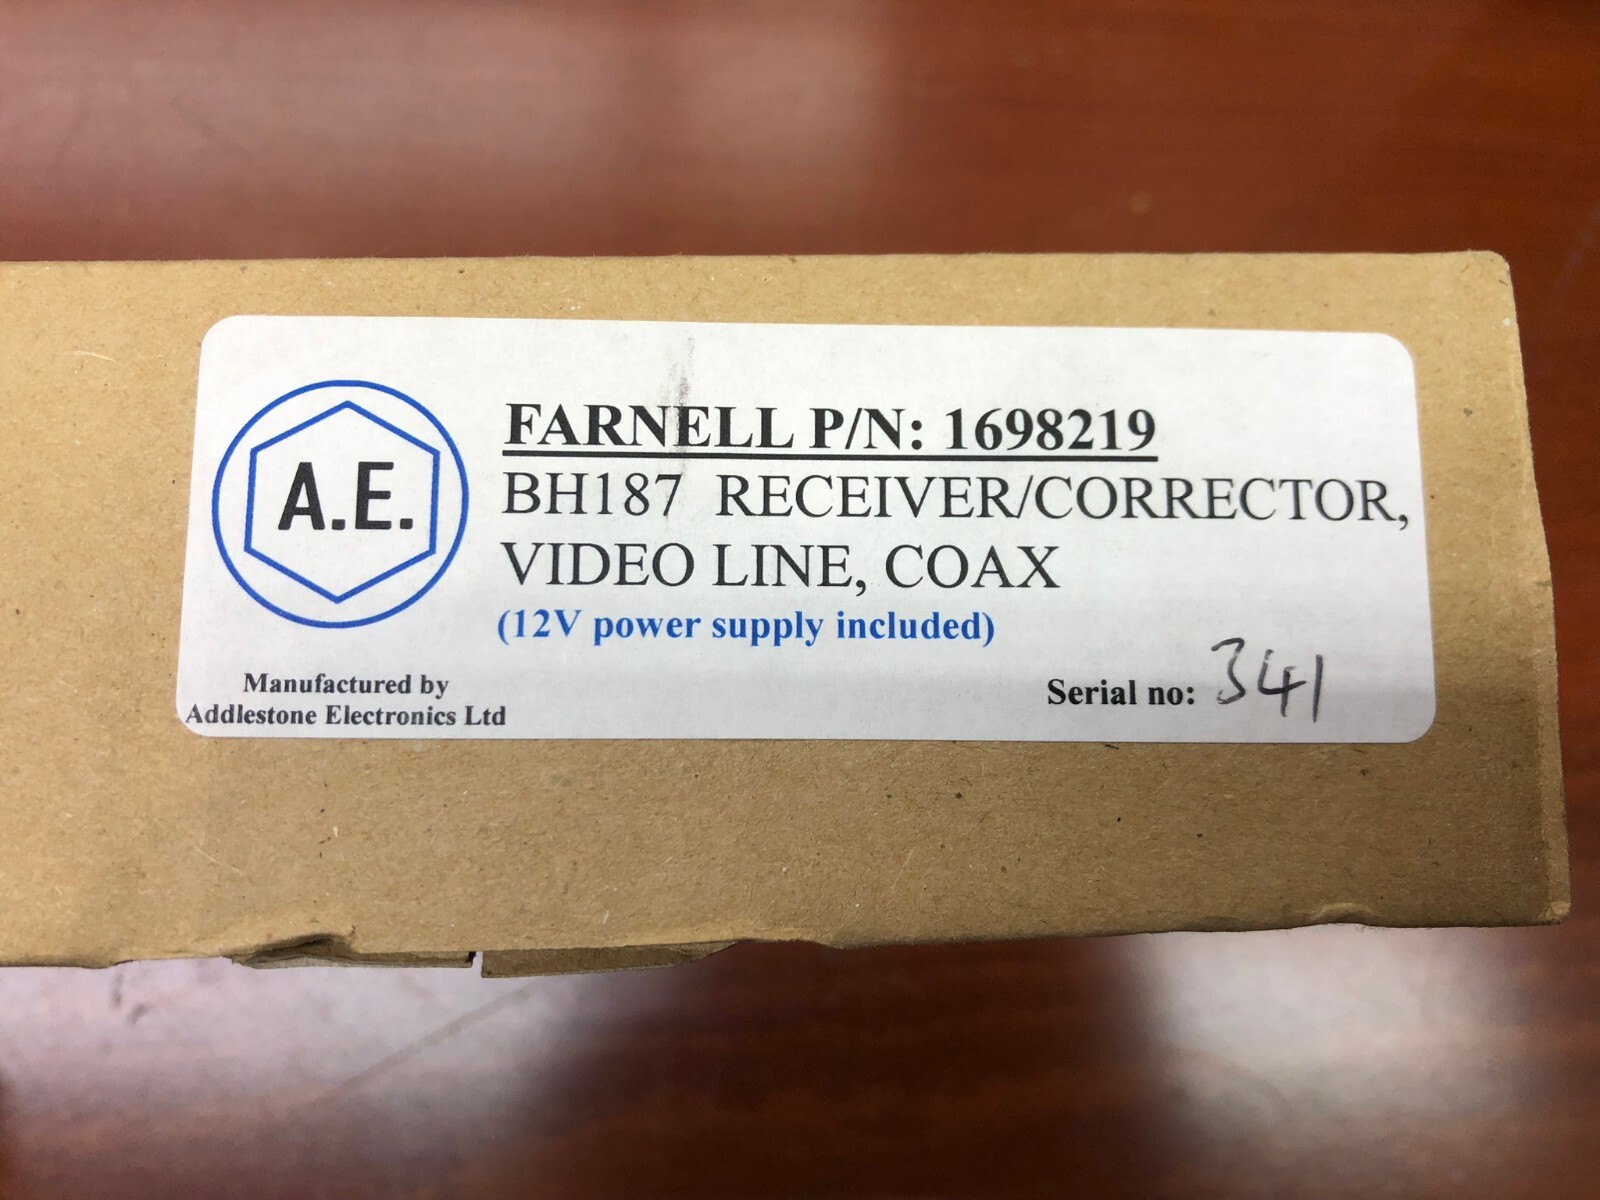 A.E.
FARNELL P/N: 1698219
BH187 RECEIVER/CORRECTOR,
VIDEO LINE, COAX
(12V power supply included)
Manufactured by
Addlestone Electronics Ltd
Serial no: 341